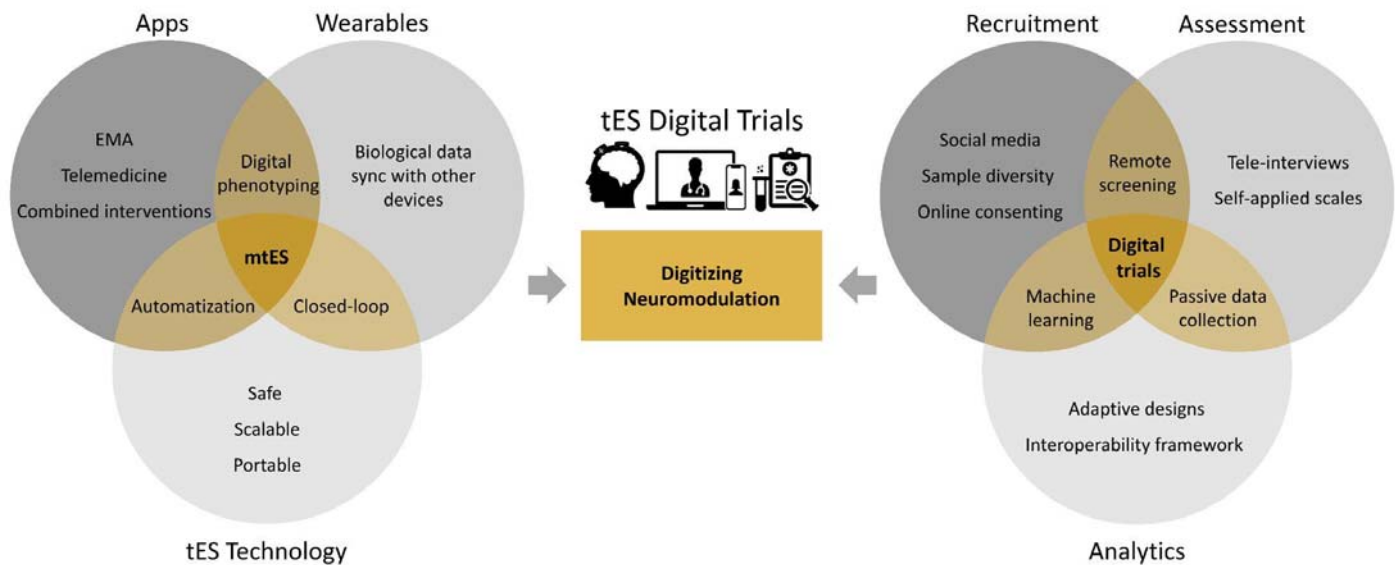 Apps
Wearables
EMA
Telemedicine
Combined interventions
Digital
phenotyping
Biological data
sync with other
devices
mtES
Automatization
Closed-loop
Safe
Scalable
Portable
tES Technology
tES Digital Trials
Digitizing
Neuromodulation
Recruitment
Assessment
Social media
Sample diversity
Online consenting
Remote
screening
Tele-interviews
Self-applied scales
Digital
trials
Machine
learning
Passive data
collection
Adaptive designs
Interoperability framework
Analytics